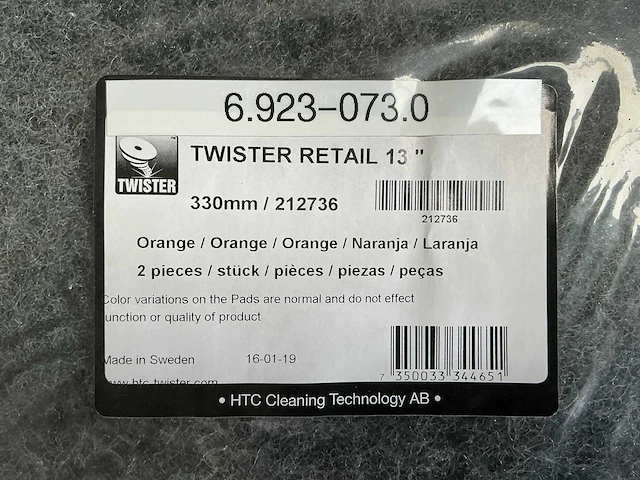 6.923-073.0
TWISTER
TWISTER RETAIL 13"
330mm / 212736
212736
Orange / Orange / Orange / Naranja / Laranja
2 pieces / stück / pièces / piezas / peças
Color variations on the Pads are normal and do not effect
function or quality of product
Made in Sweden 16-01-19
7 350033 344651
www.htc-twister.com
• HTC Cleaning Technology AB •